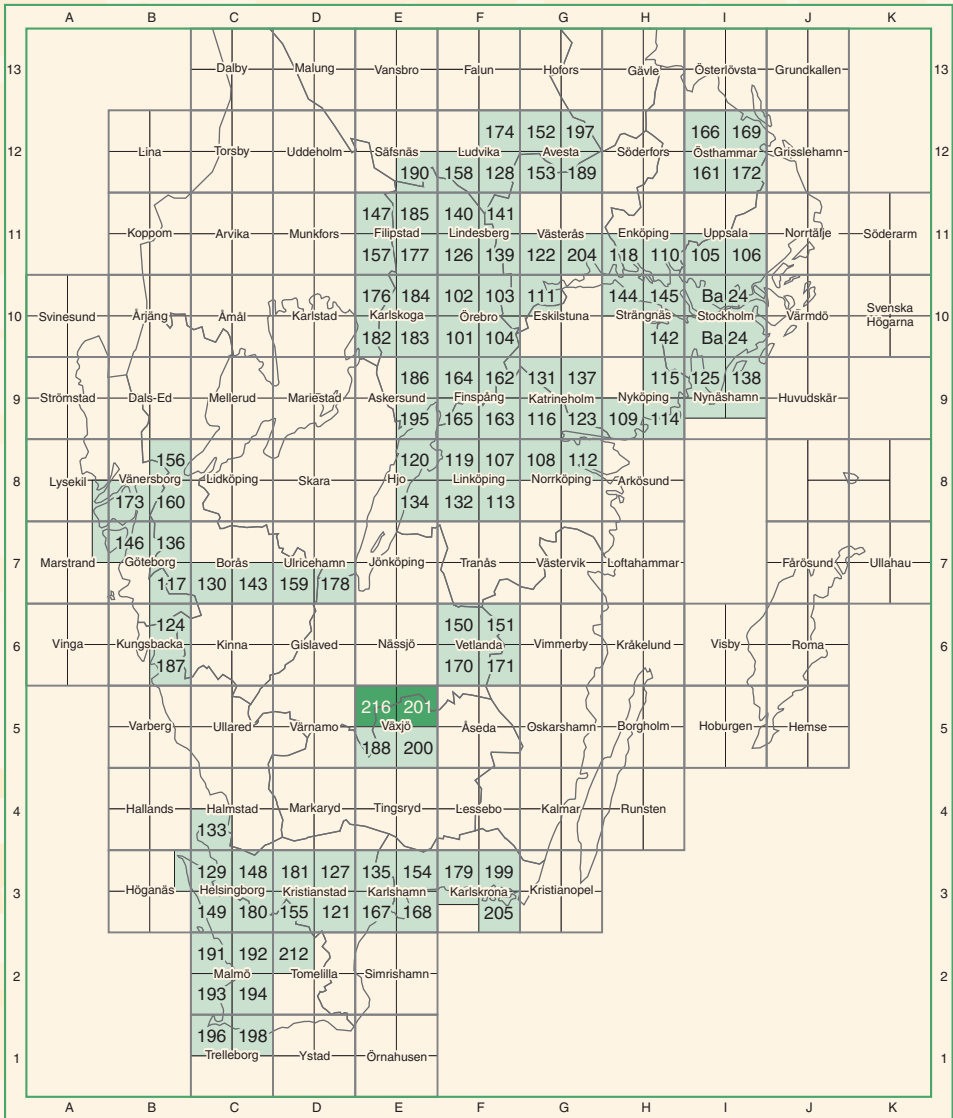 A B C D E F G H I J K
13 Dalby Malung Vansbro Falun Hofors Gävle Österlövsta Grundkallen 13
174 152 197 166 169
12 Lina Torsby Uddeholm Säfsnäs Ludvika Avesta Söderfors Östhammar Grisslehamn 12
190 158 128 153 189 161 172
147 185 140 141
11 Koppom Arvika Munkfors Filipstad Lindesberg Västerås Enköping Uppsala Norrtälje Söderarm 11
157 177 126 139 122 204 118 110 105 106
176 184 102 103 111 144 145 Ba 24
10 Svinesund Årjäng Åmål Karlstad Karlskoga Örebro Eskilstuna Strängnäs Stockholm Värmdö Svenska Högarna 10
182 183 101 104 142 Ba 24
186 164 162 131 137 115 125 138
9 Strömstad Dals-Ed Mellerud Mariestad Askersund Finspång Katrineholm Nyköping Nynäshamn Huvudskär 9
195 165 163 116 123 109 114
156 120 119 107 108 112
8 Lysekil Vänersborg Lidköping Skara Hjo Linköping Norrköping Arkösund 8
173 160 134 132 113
146 136
7 Marstrand Göteborg Borås Ulricehamn Jönköping Tranås Västervik Loftahammar Fårösund Ullahau 7
117 130 143 159 178
124 150 151
6 Vinga Kungsbacka Kinna Gislaved Nässjö Vetlanda Vimmerby Kråkelund Visby Roma 6
187 170 171
216 201
5 Varberg Ullared Värnamo Växjö Åseda Oskarshamn Borgholm Hoburgen Hemse 5
188 200
4 Hallands Halmstad Markaryd Tingsryd Lessebo Kalmar Runsten 4
133
129 148 181 127 135 154 179 199
3 Höganäs Helsingborg Kristianstad Karlshamn Karlskrona Kristianopel 3
149 180 155 121 167 168 205
191 192 212
2 Malmö Tomelilla Simrishamn 2
193 194
196 198
1 Trelleborg Ystad Örnahusen 1
A B C D E F G H I J K